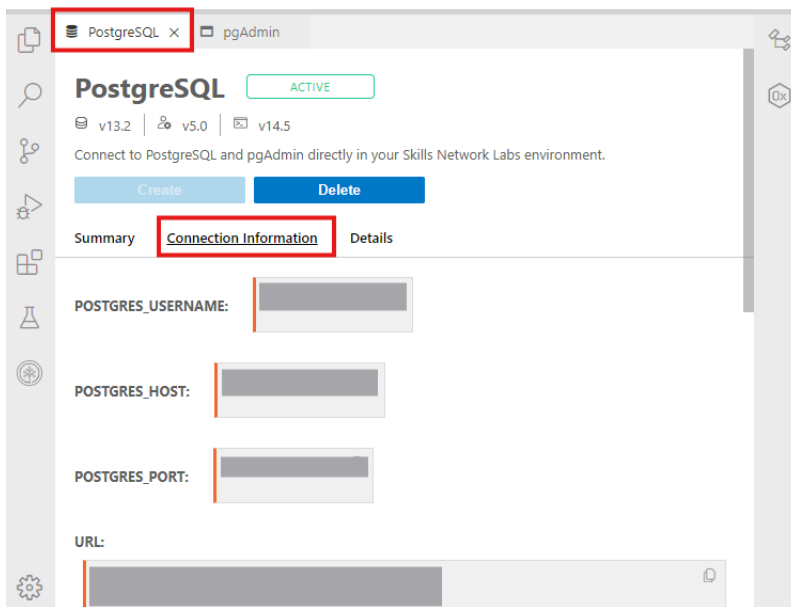 PostgreSQL
pgAdmin
PostgreSQL ACTIVE
v13.2 v5.0 v14.5
Connect to PostgreSQL and pgAdmin directly in your Skills Network Labs environment.
Create Delete
Summary Connection Information Details
POSTGRES_USERNAME:
POSTGRES_HOST:
POSTGRES_PORT:
URL:
0x